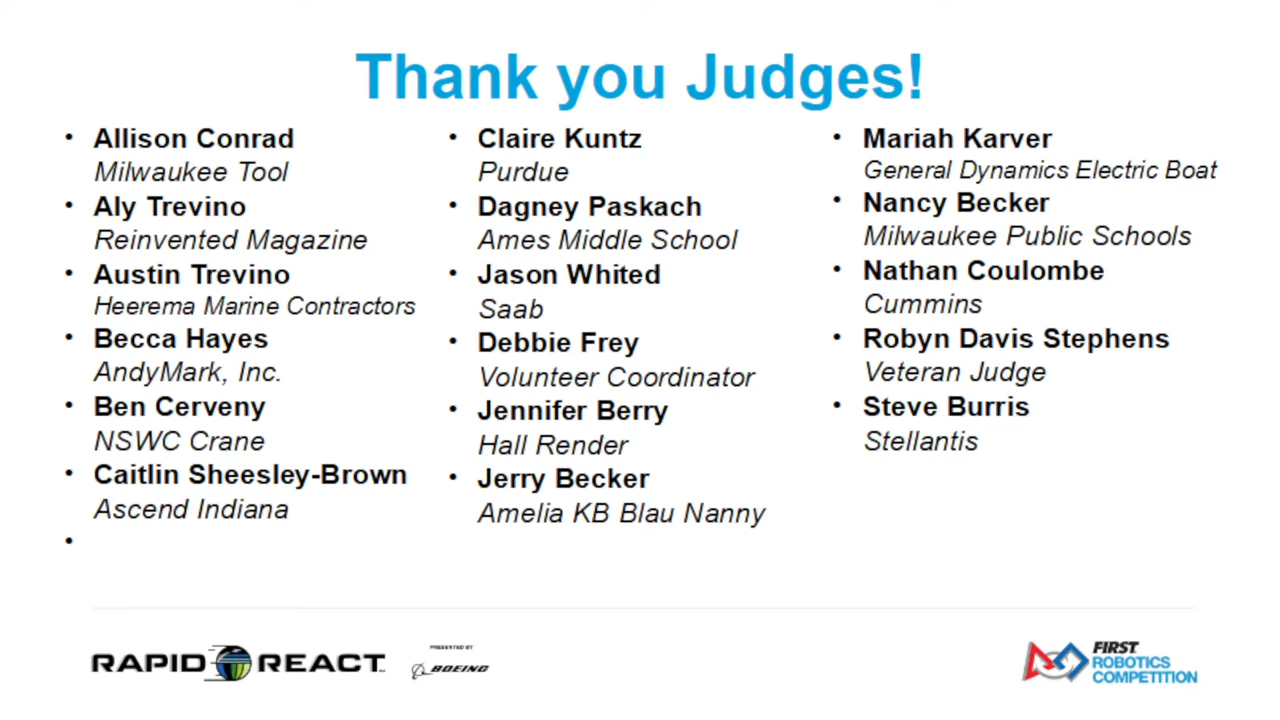 Thank you Judges!
• Allison Conrad
Milwaukee Tool
• Aly Trevino
Reinvented Magazine
• Austin Trevino
Heerema Marine Contractors
• Becca Hayes
AndyMark, Inc.
• Ben Cerveny
NSWC Crane
• Caitlin Sheesley-Brown
Ascend Indiana
•
• Claire Kuntz
Purdue
• Dagney Paskach
Ames Middle School
• Jason Whited
Saab
• Debbie Frey
Volunteer Coordinator
• Jennifer Berry
Hall Render
• Jerry Becker
Amelia KB Blau Nanny
• Mariah Karver
General Dynamics Electric Boat
• Nancy Becker
Milwaukee Public Schools
• Nathan Coulombe
Cummins
• Robyn Davis Stephens
Veteran Judge
• Steve Burris
Stellantis
RAPID REACT
PRESENTED BY
BOEING
FIRST
ROBOTICS
COMPETITION